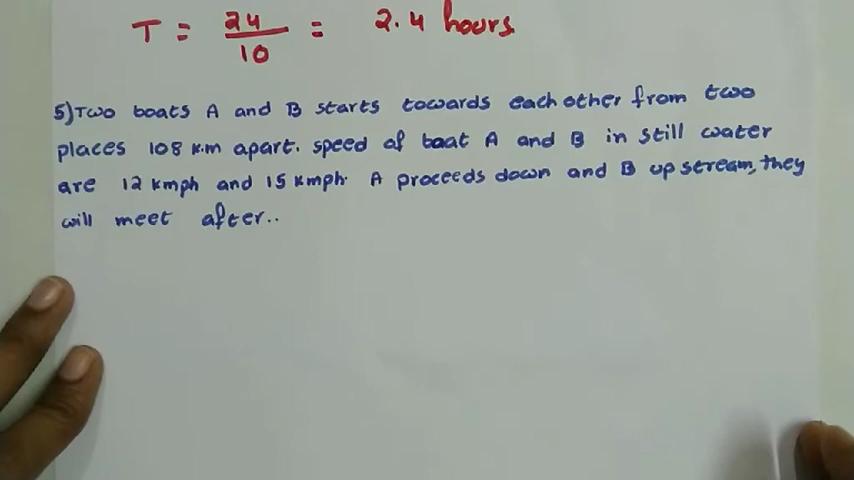 T = 24/10 = 2.4 hours.
5) Two boats A and B starts towards each other from two
places 108 K.m apart. speed of boat A and B in still water
are 12 kmph and 15 kmph. A proceeds down and B up stream, they
will meet after..